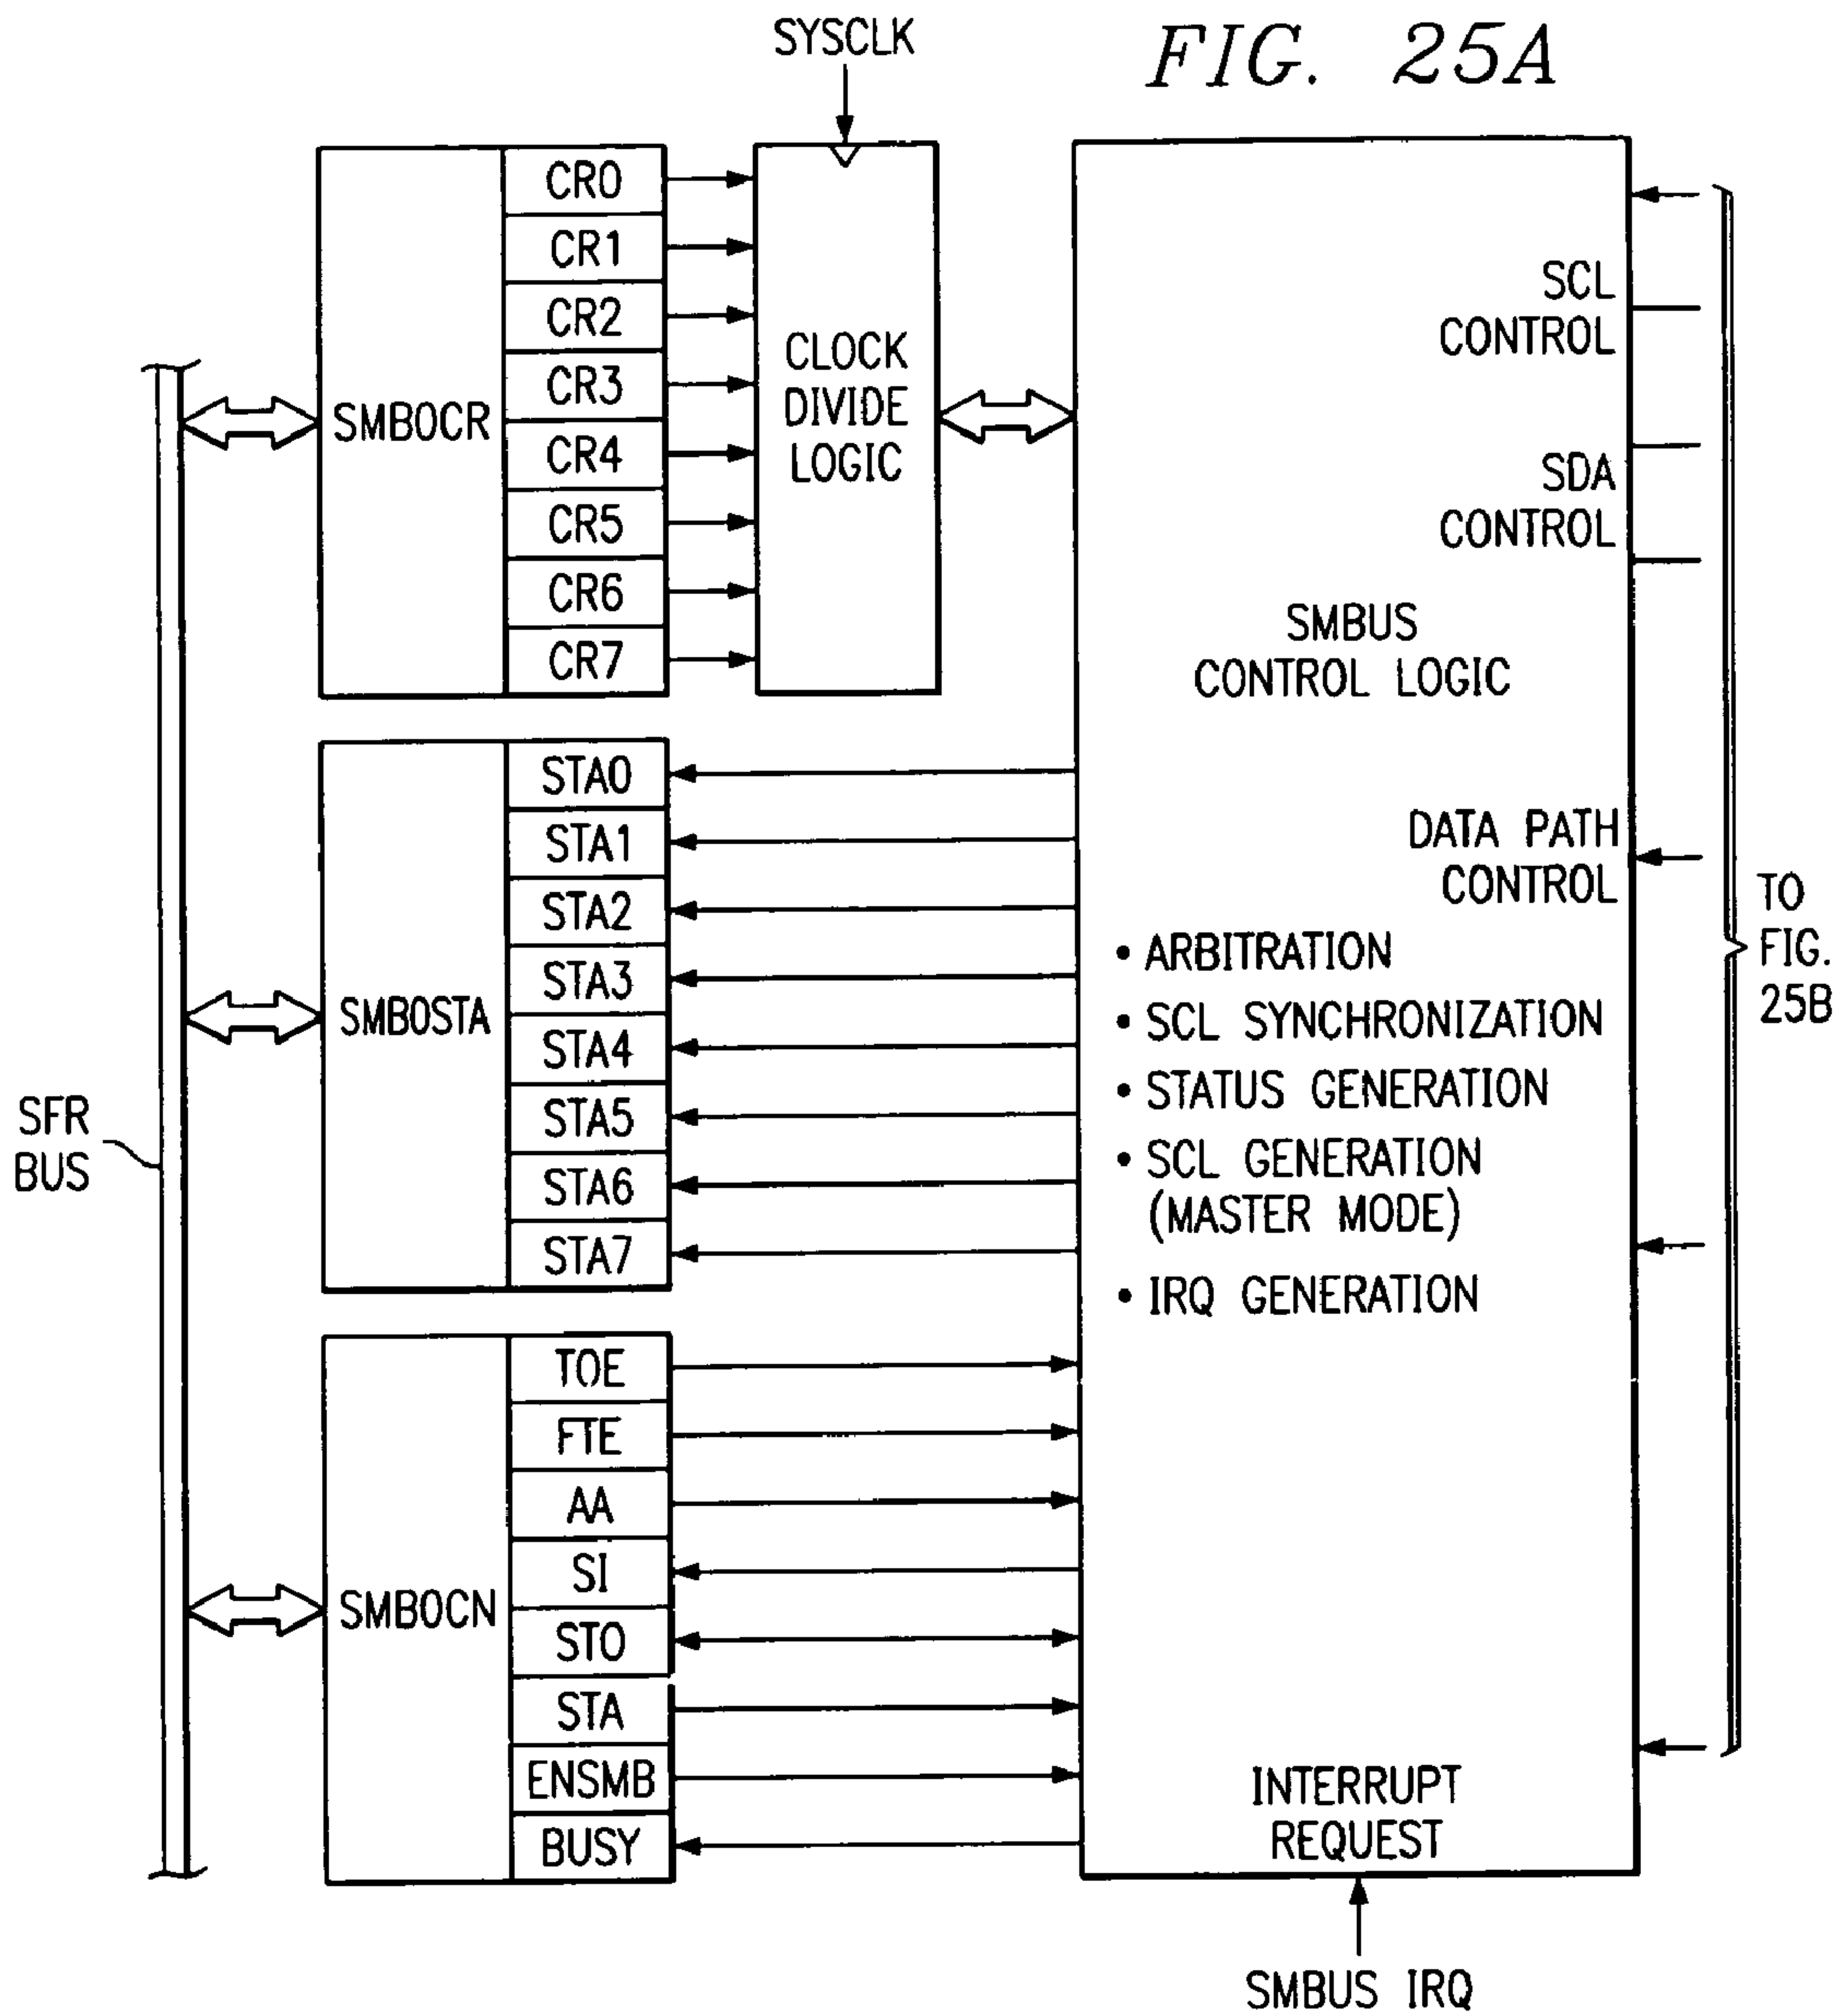 FIG. 25A
SYSCLK
SMB0CR
CR0
CR1
CR2
CR3
CR4
CR5
CR6
CR7
CLOCK
DIVIDE
LOGIC
SCL
CONTROL
SDA
CONTROL
SMBUS
CONTROL LOGIC
DATA PATH
CONTROL
• ARBITRATION
• SCL SYNCHRONIZATION
• STATUS GENERATION
• SCL GENERATION
(MASTER MODE)
• IRQ GENERATION
INTERRUPT
REQUEST
SMB0STA
STA0
STA1
STA2
STA3
STA4
STA5
STA6
STA7
SFR
BUS
SMB0CN
TOE
FTE
AA
SI
STO
STA
ENSMB
BUSY
TO
FIG.
25B
SMBUS IRQ